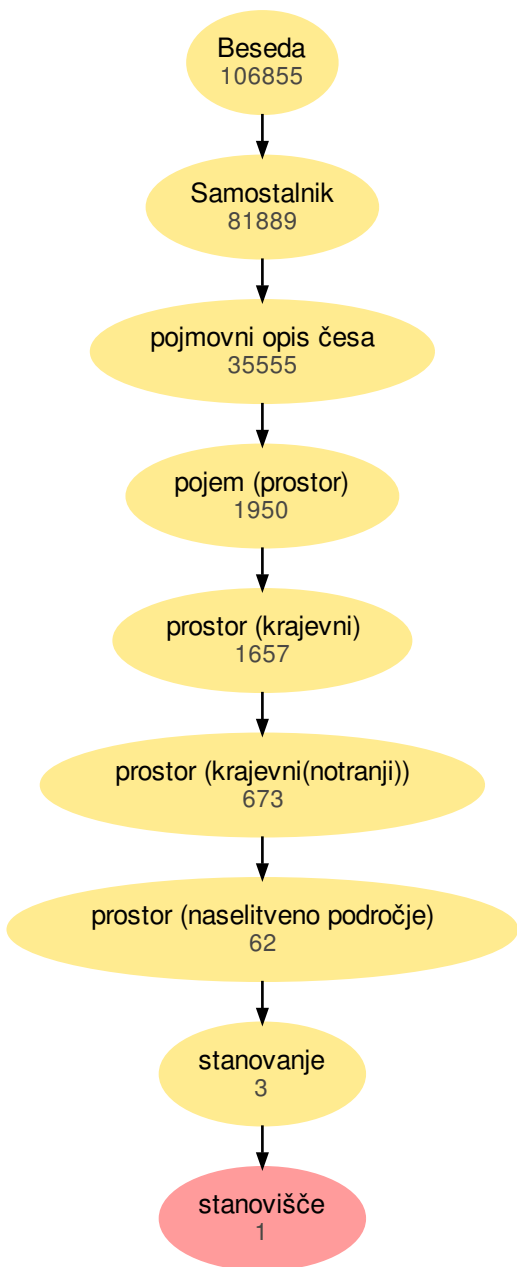 Beseda
106855
Samostalnik
81889
pojmovni opis česa
35555
pojem (prostor)
1950
prostor (krajevni)
1657
prostor (krajevni(notranji))
673
prostor (naselitveno področje)
62
stanovanje
3
stanovišče
1